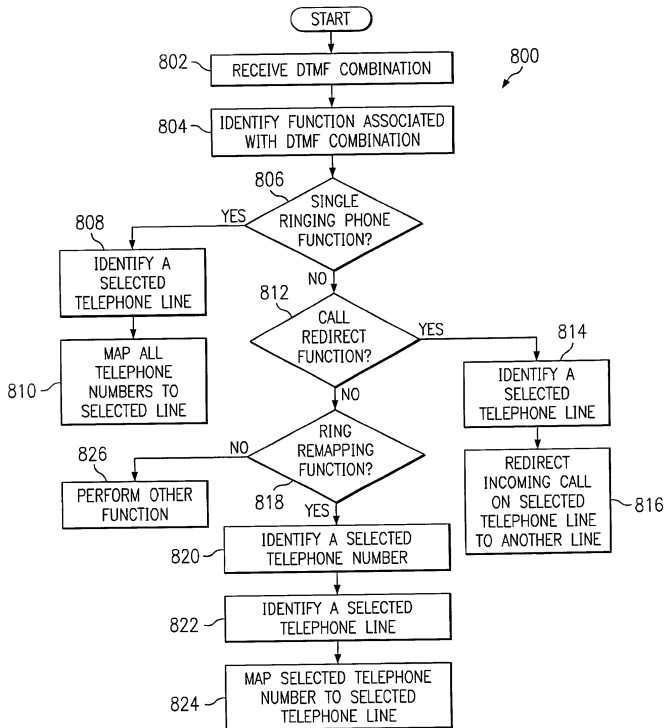 START
802
RECEIVE DTMF COMBINATION
800
804
IDENTIFY FUNCTION ASSOCIATED
WITH DTMF COMBINATION
806
SINGLE
RINGING PHONE
FUNCTION?
YES
NO
808
IDENTIFY A
SELECTED
TELEPHONE LINE
810
MAP ALL
TELEPHONE
NUMBERS TO
SELECTED LINE
812
CALL
REDIRECT
FUNCTION?
YES
NO
814
IDENTIFY A
SELECTED
TELEPHONE LINE
REDIRECT
INCOMING CALL
ON SELECTED
TELEPHONE LINE
TO ANOTHER LINE
816
RING
REMAPPING
FUNCTION?
818
NO
YES
826
PERFORM OTHER
FUNCTION
820
IDENTIFY A SELECTED
TELEPHONE NUMBER
822
IDENTIFY A SELECTED
TELEPHONE LINE
824
MAP SELECTED TELEPHONE
NUMBER TO SELECTED
TELEPHONE LINE